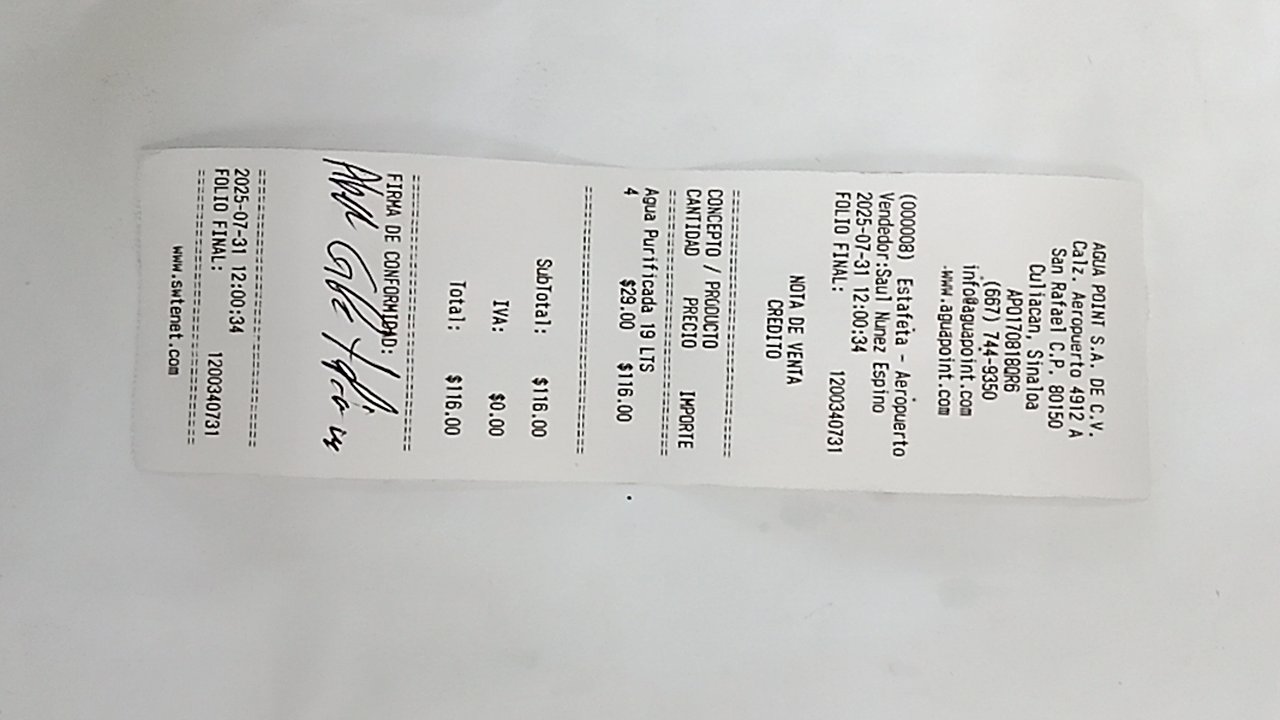 AGUA POINT S.A. DE C.V.
Calz. Aeropuerto 4912 A
San Rafael C.P. 80150
Culiacan, Sinaloa
APO170818QR6
(667) 744-9350
info@aguapoint.com
www.aguapoint.com
(000008) Estafeta - Aeropuerto
Vendedor:Saul Nunez Espino
2025-07-31 12:00:34
FOLIO FINAL: 1200340731
NOTA DE VENTA
CREDITO
CONCEPTO / PRODUCTO
CANTIDAD PRECIO IMPORTE
Agua Purificada 19 LTS
4 $29.00 $116.00
SubTotal: $116.00
IVA: $0.00
Total: $116.00
FIRMA DE CONFORMIDAD:
2025-07-31 12:00:34
FOLIO FINAL: 1200340731
www.swtenet.com